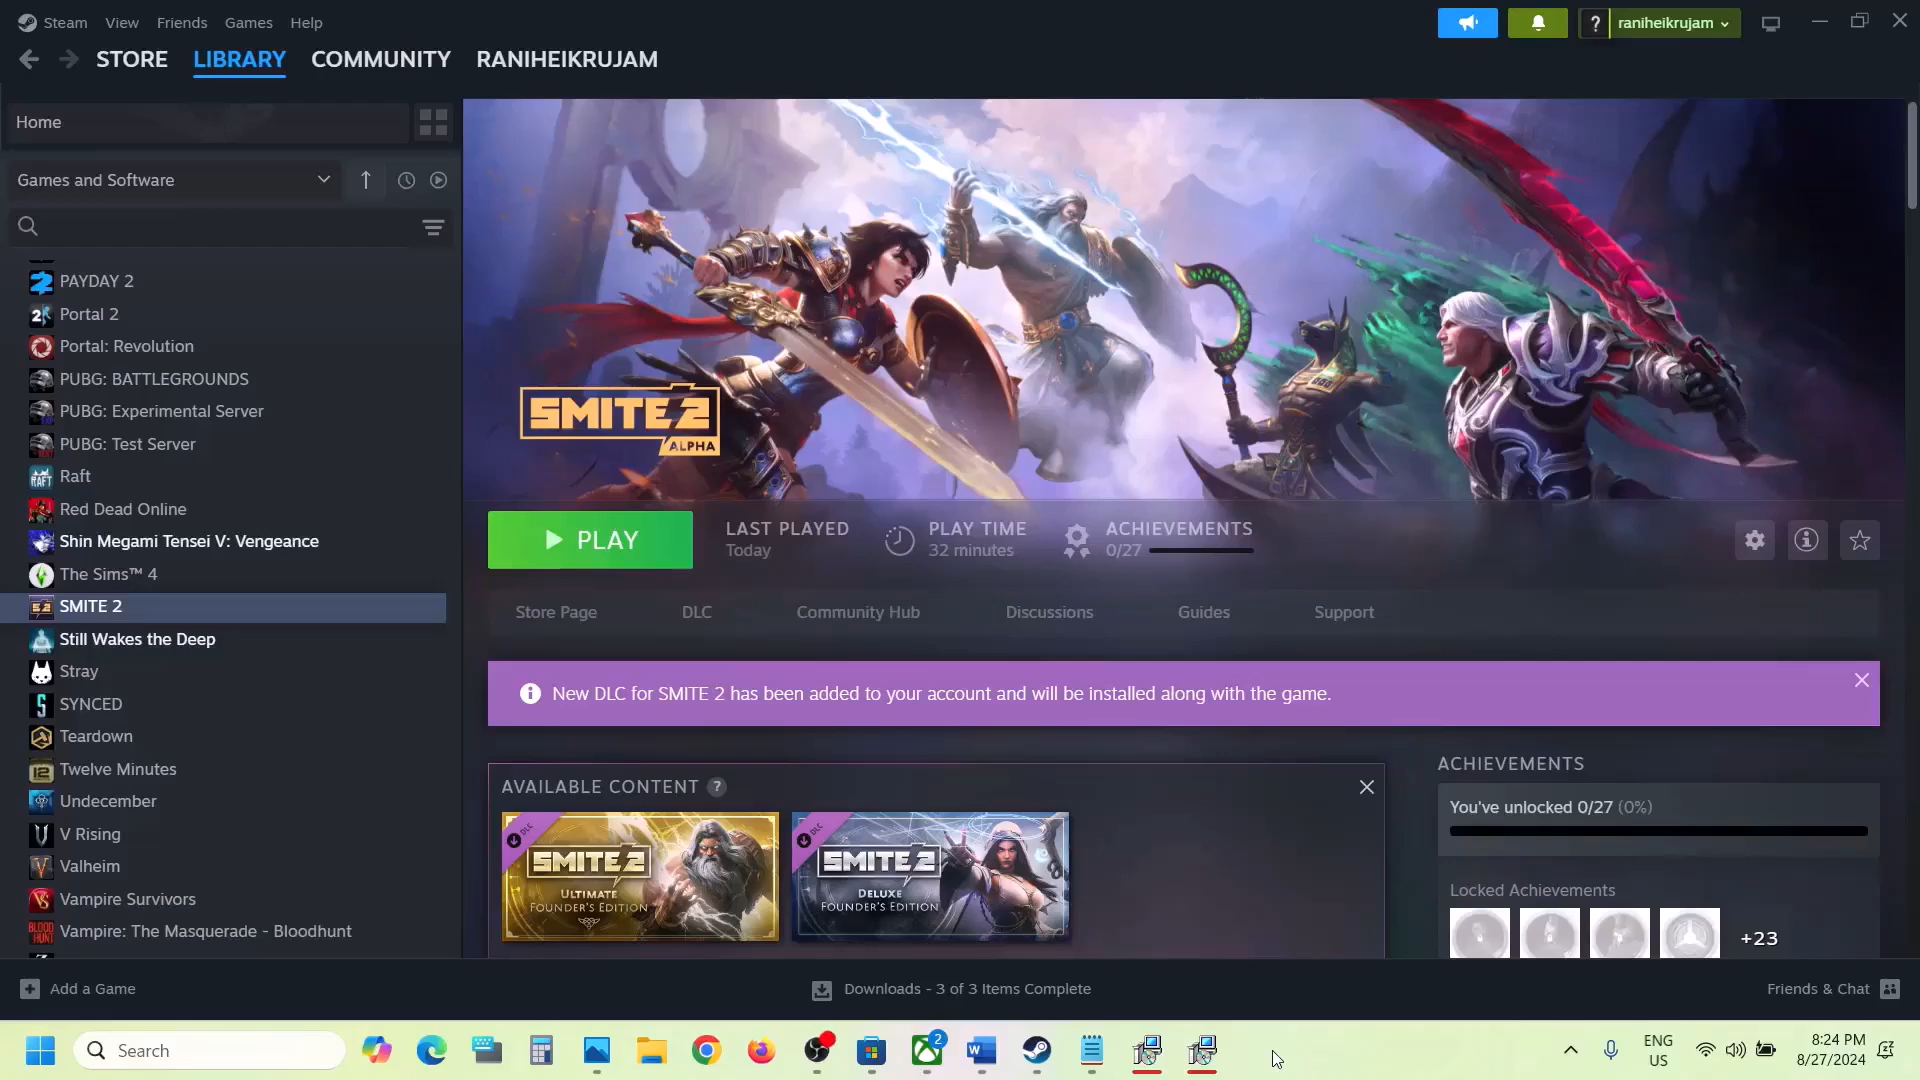 Steam View Friends Games Help
raniheikrujam
STORE LIBRARY COMMUNITY RANIHEIKRUJAM
Home
Games and Software
PAYDAY 2
Portal 2
Portal: Revolution
PUBG: BATTLEGROUNDS
PUBG: Experimental Server
PUBG: Test Server
Raft
Red Dead Online
Shin Megami Tensei V: Vengeance
The Sims™ 4
SMITE 2
Still Wakes the Deep
Stray
SYNCED
Teardown
Twelve Minutes
Undecember
V Rising
Valheim
Vampire Survivors
Vampire: The Masquerade - Bloodhunt
SMITE 2
ALPHA
PLAY
LAST PLAYED
Today
PLAY TIME
32 minutes
ACHIEVEMENTS
0/27
Store Page DLC Community Hub Discussions Guides Support
New DLC for SMITE 2 has been added to your account and will be installed along with the game.
AVAILABLE CONTENT ?
DLC
SMITE 2
ULTIMATE
FOUNDER'S EDITION
DLC
SMITE 2
DELUXE
FOUNDER'S EDITION
ACHIEVEMENTS
You've unlocked 0/27 (0%)
Locked Achievements
+23
Add a Game
Downloads - 3 of 3 Items Complete
Friends & Chat
Search
2
ENG
US
8:24 PM
8/27/2024